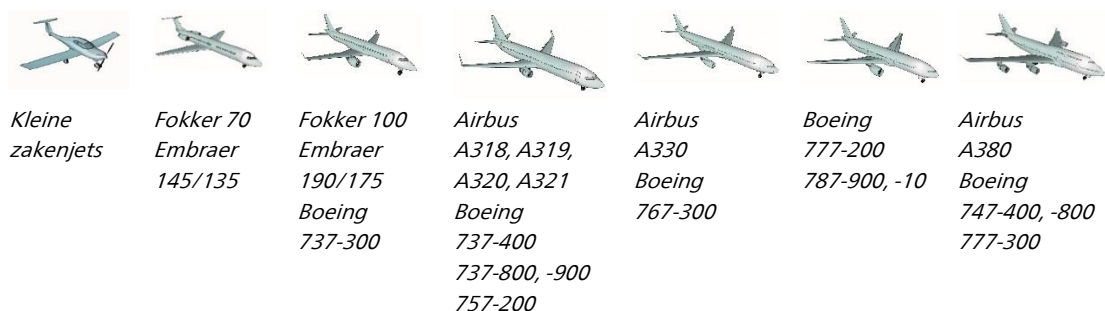 Kleine
zakenjets
Fokker 70
Embraer
145/135
Fokker 100
Embraer
190/175
Boeing
737-300
Airbus
A318, A319,
A320, A321
Boeing
737-400
737-800, -900
757-200
Airbus
A330
Boeing
767-300
Boeing
777-200
787-900, -10
Airbus
A380
Boeing
747-400, -800
777-300